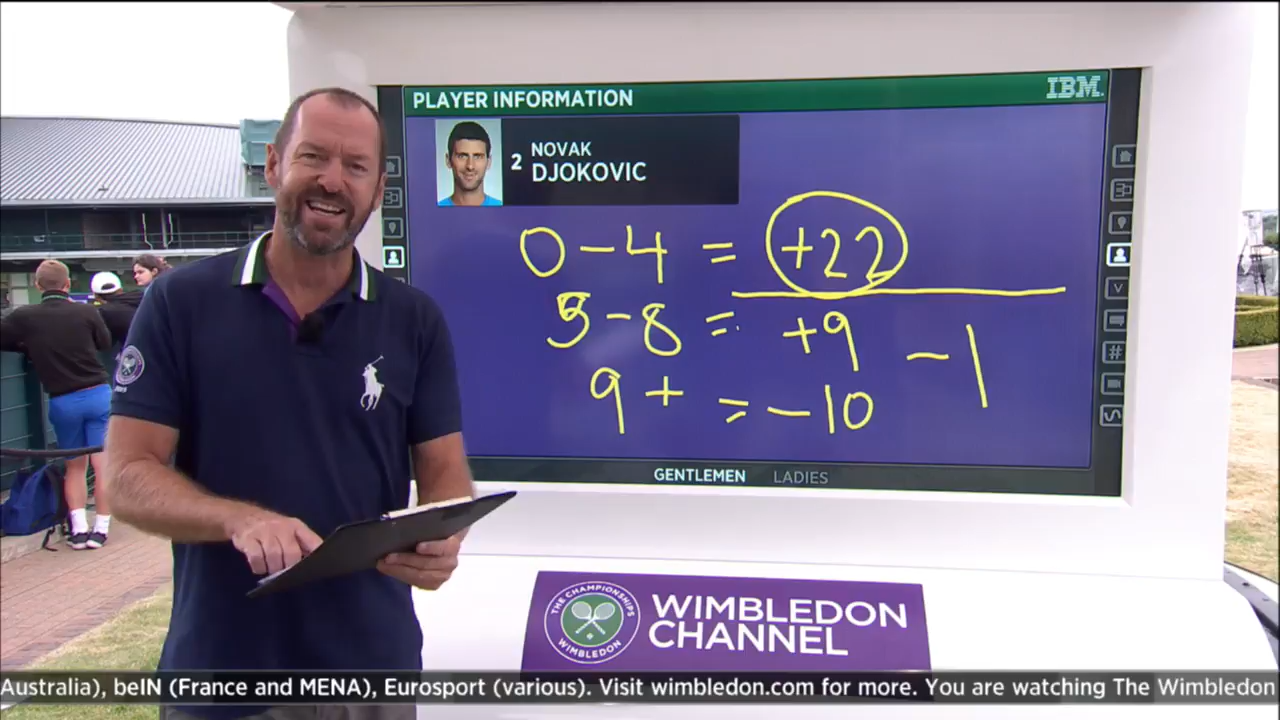 PLAYER INFORMATION
IBM
2 NOVAK
DJOKOVIC
0-4 = +22
5-8 = +9 -1
9+ = -10
GENTLEMEN LADIES
THE CHAMPIONSHIPS
WIMBLEDON
WIMBLEDON
CHANNEL
Australia), beIN (France and MENA), Eurosport (various). Visit wimbledon.com for more. You are watching The Wimbledon